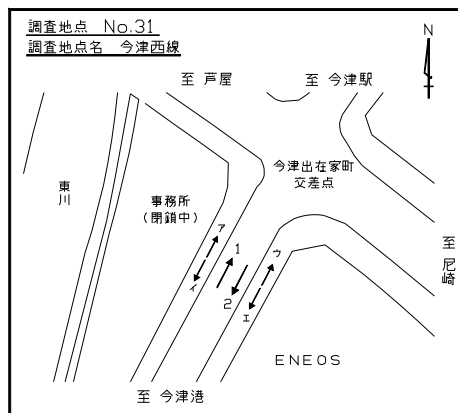 調査地点 No.31
調査地点名 今津西線
N
至 芦屋
至 今津駅
今津出在家町
交差点
東川
事務所
(閉鎖中)
ア
イ
1
2
ウ
エ
至 尼崎
ENEOS
至 今津港